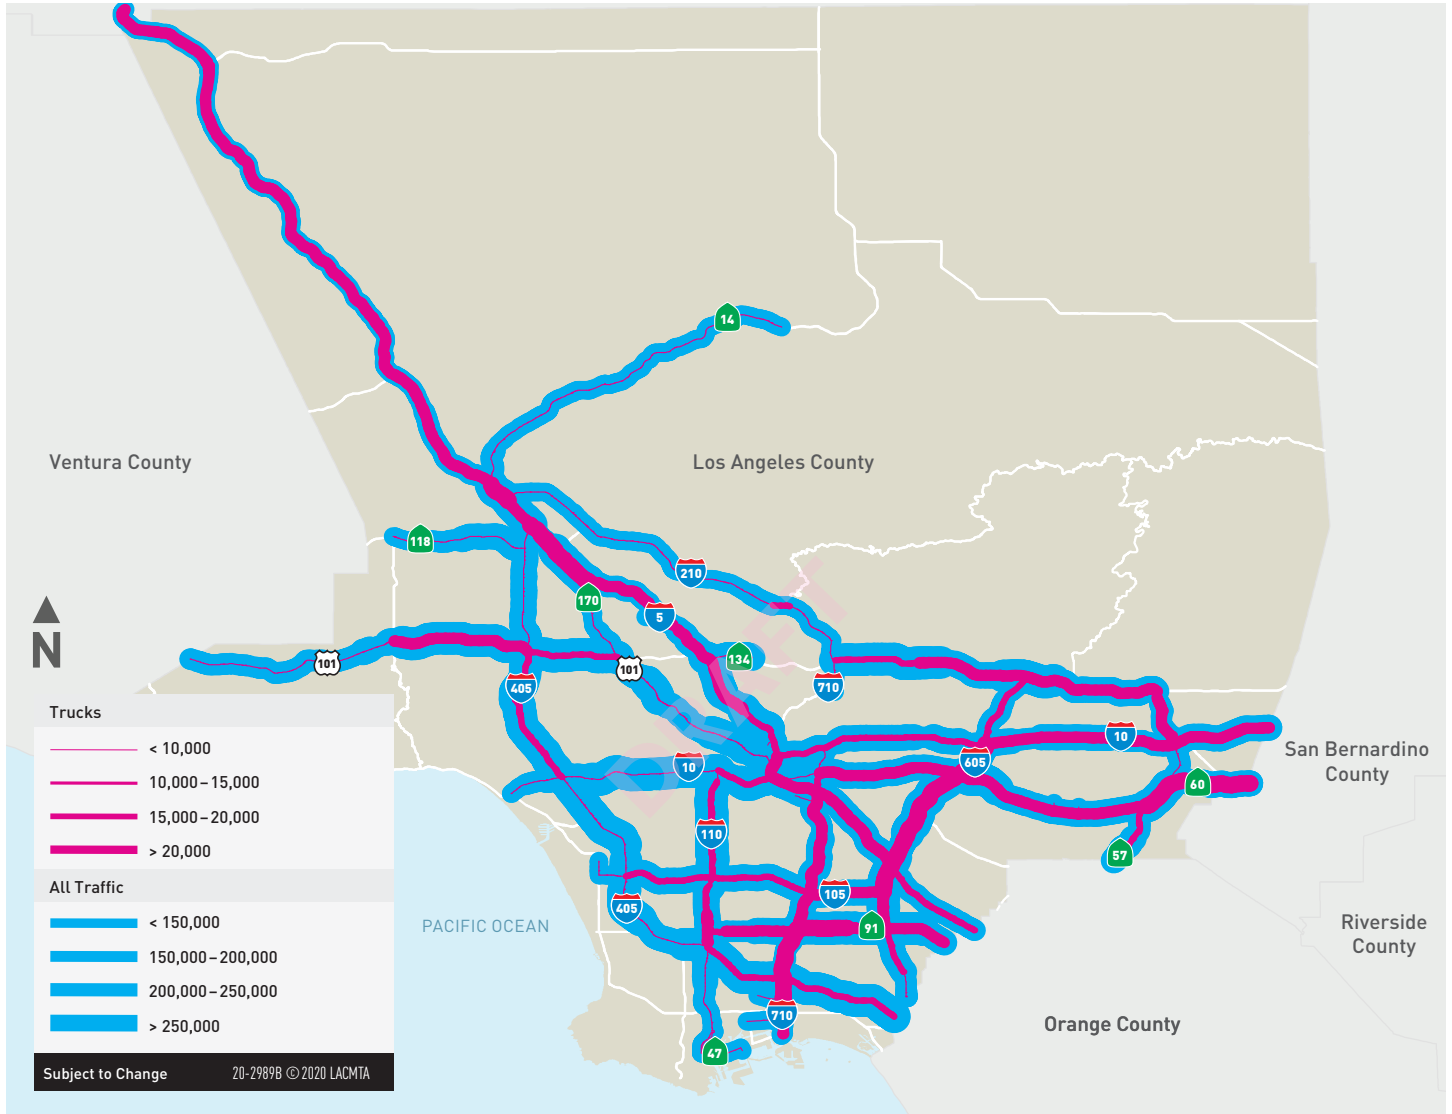 14
Ventura County
Los Angeles County
118
210
170
5
134
101
101
405
710
10
10
605
San Bernardino
County
60
110
57
105
405
91
PACIFIC OCEAN
Riverside
County
710
Orange County
47
N
Trucks
< 10,000
10,000–15,000
15,000–20,000
> 20,000
All Traffic
< 150,000
150,000–200,000
200,000–250,000
> 250,000
Subject to Change
20-2989B © 2020 LACMTA
DRAFT